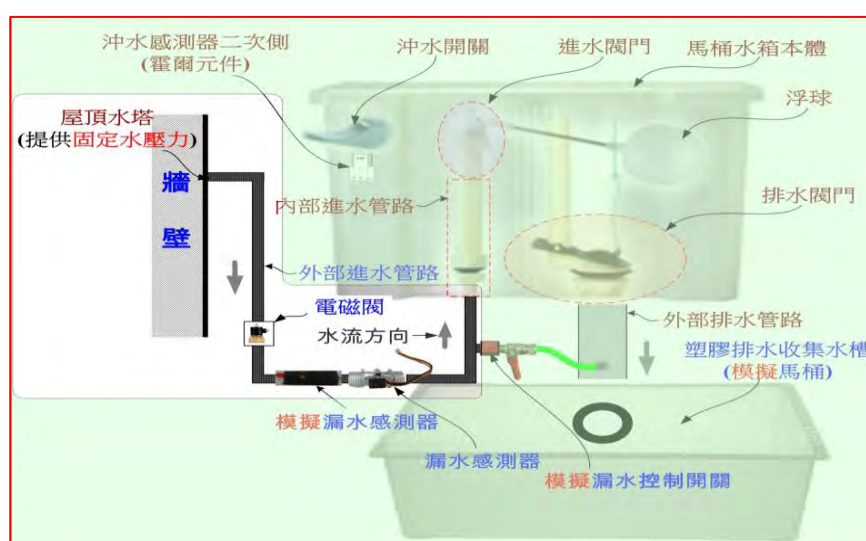 沖水感測器二次側
(霍爾元件)
沖水開關
進水閥門
馬桶水箱本體
浮球
屋頂水塔
(提供固定水壓力)
牆
壁
內部進水管路
排水閥門
外部進水管路
電磁閥
水流方向
外部排水管路
塑膠排水收集水槽
(模擬馬桶)
模擬漏水感測器
漏水感測器
模擬漏水控制開關